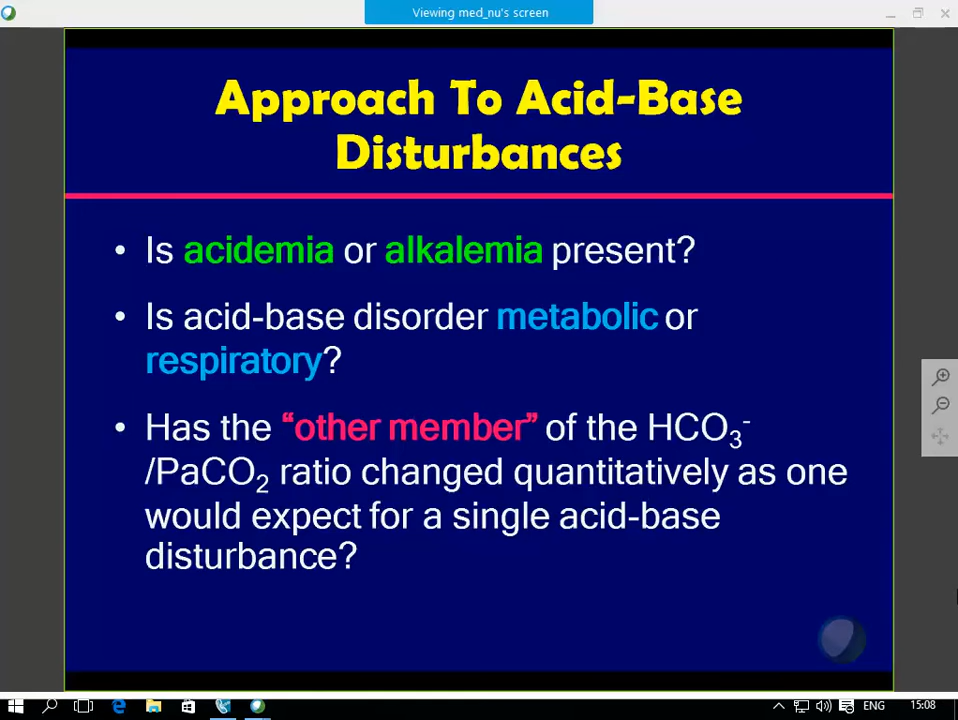 Viewing med_nu's screen
Approach To Acid-Base
Disturbances
• Is acidemia or alkalemia present?
• Is acid-base disorder metabolic or
respiratory?
• Has the “other member” of the HCO₃⁻
/PaCO₂ ratio changed quantitatively as one
would expect for a single acid-base
disturbance?
ENG 15:08